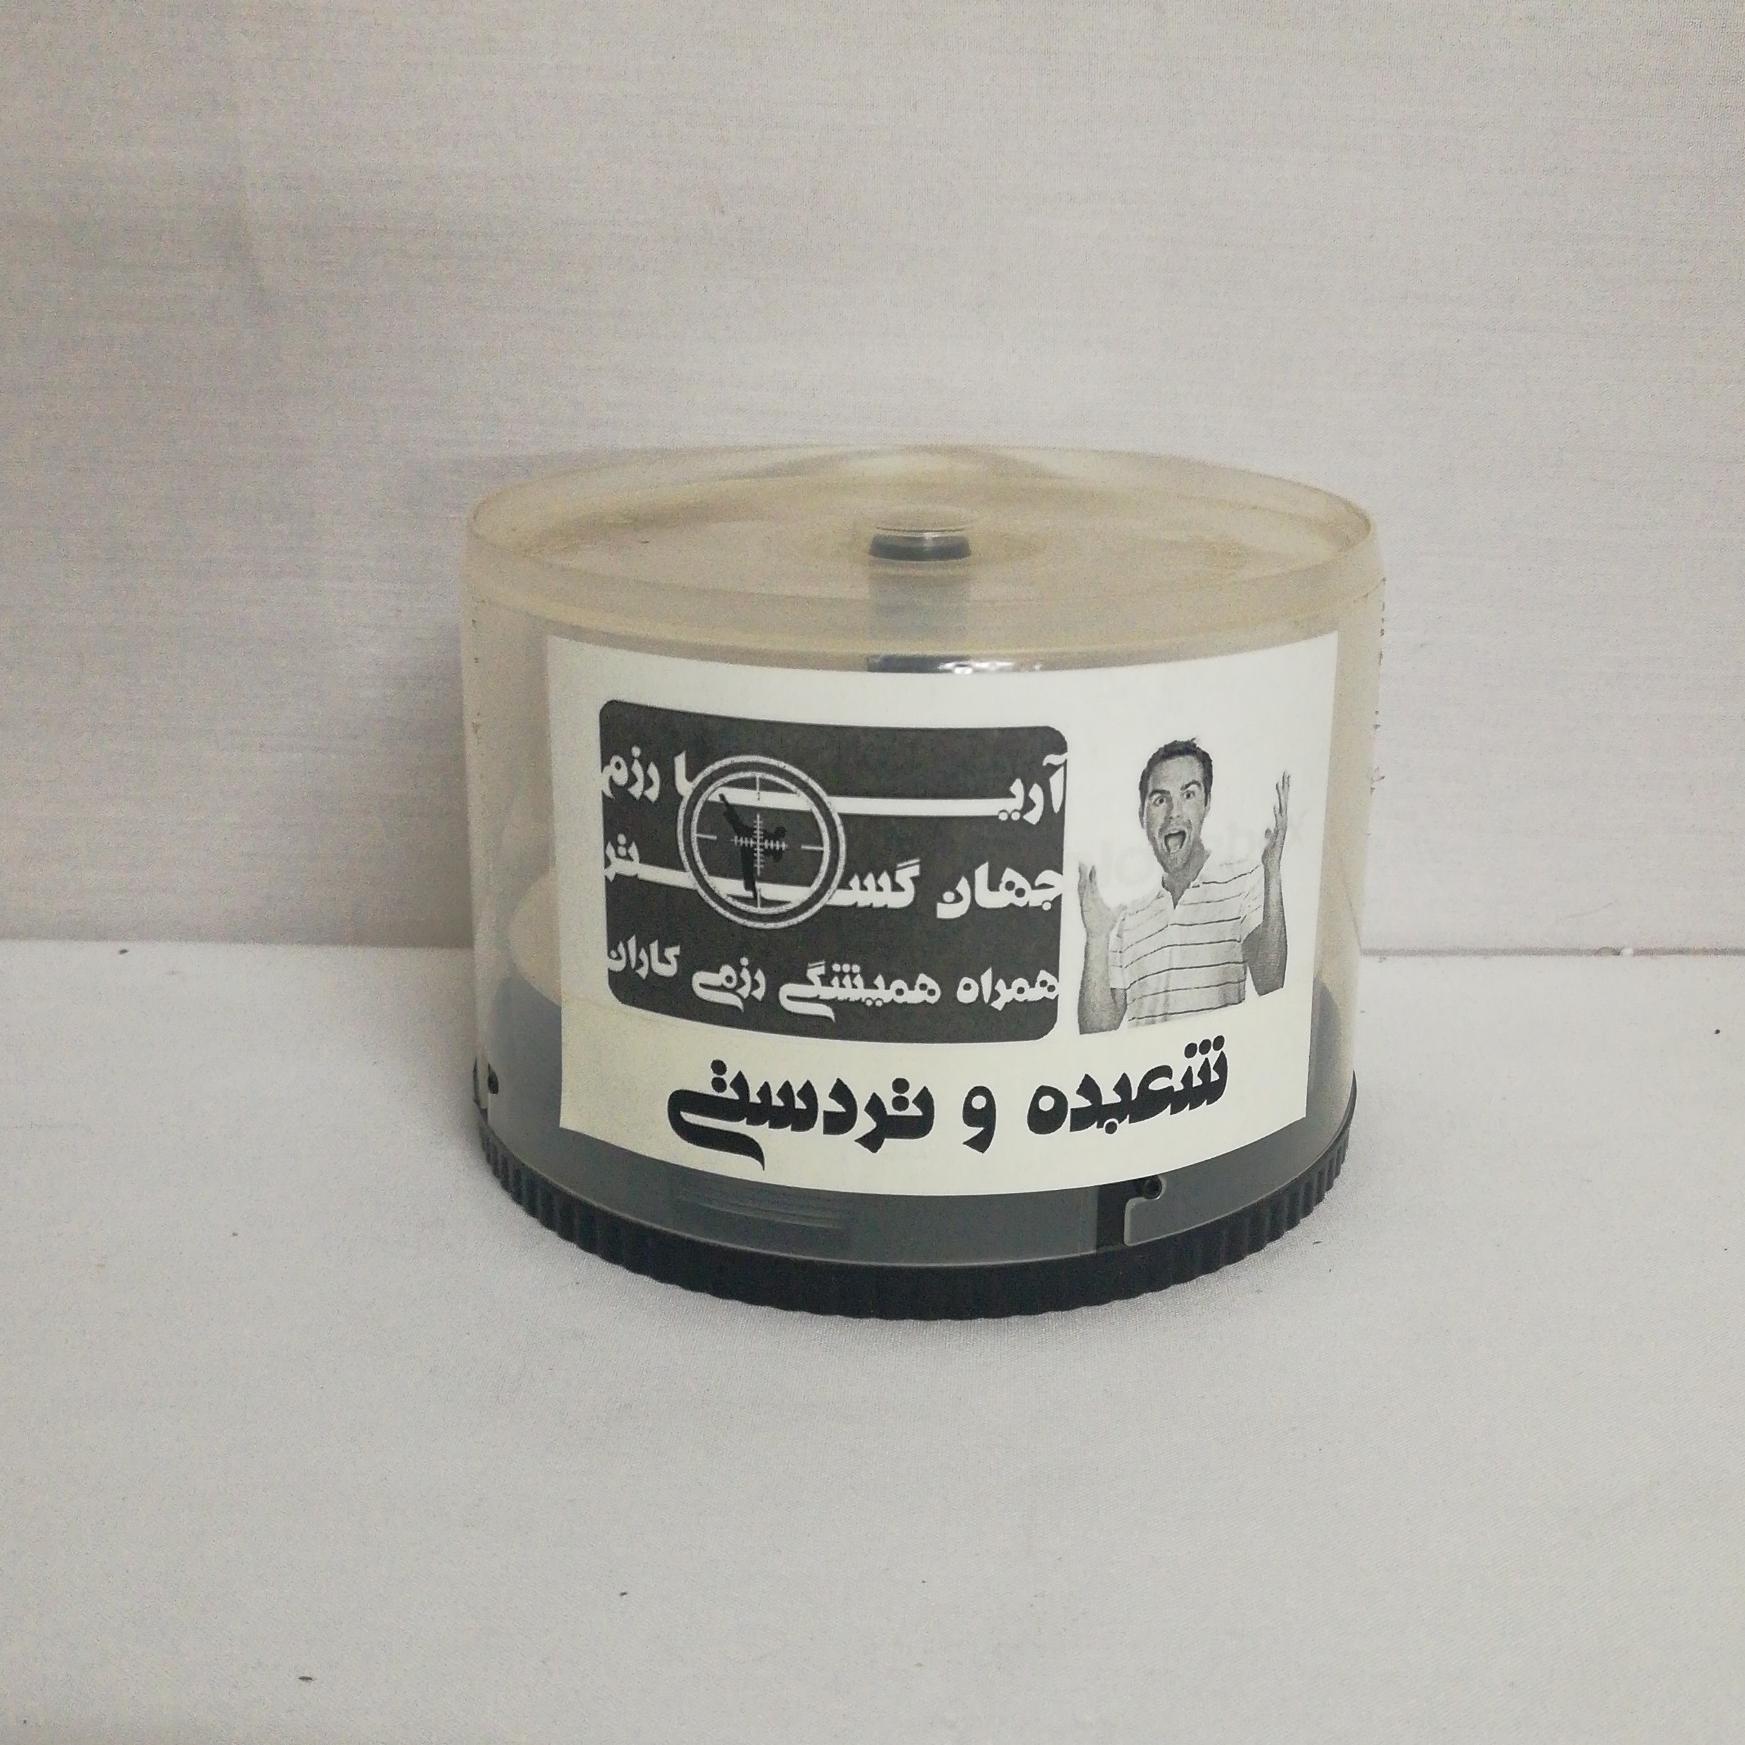 آریا رزم
جهان گستر
همراه همیشگی رزمی کاران
شعبده و تردستی